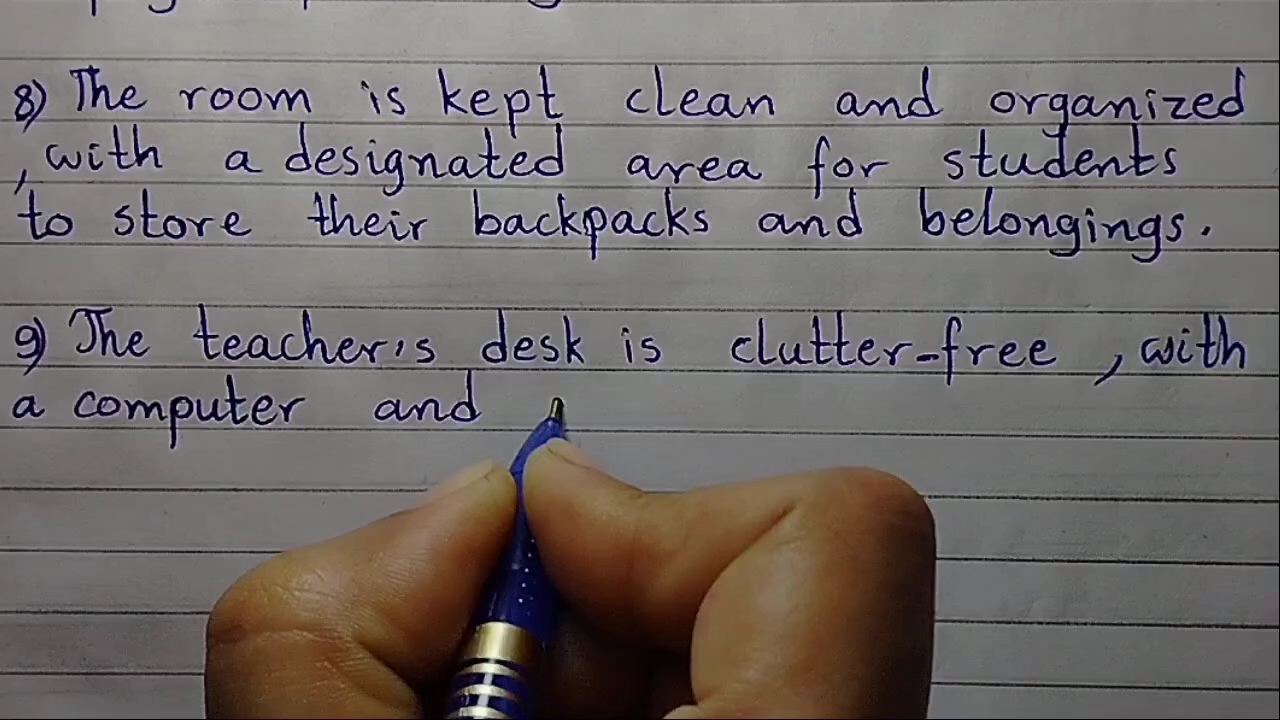 8) The room is kept clean and organized
, with a designated area for students
to store their backpacks and belongings.
9) The teacher's desk is clutter-free, with
a computer and